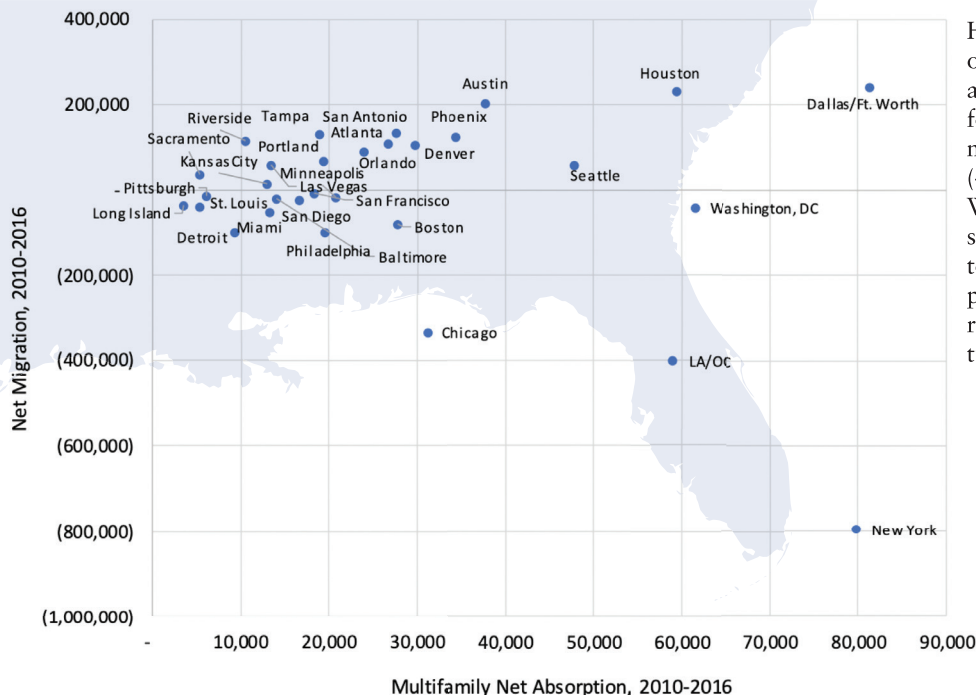 400,000
200,000
-
(200,000)
(400,000)
(600,000)
(800,000)
(1,000,000)
Net Migration, 2010-2016
Houston
Austin
Dallas/Ft. Worth
Riverside
Tampa
San Antonio
Phoenix
Sacramento
Atlanta
Portland
Denver
Kansas City
Orlando
Minneapolis
Seattle
Pittsburgh
Las Vegas
St. Louis
San Francisco
Long Island
Washington, DC
San Diego
Miami
Boston
Detroit
Philadelphia
Baltimore
Chicago
LA/OC
New York
-
10,000
20,000
30,000
40,000
50,000
60,000
70,000
80,000
90,000
Multifamily Net Absorption, 2010-2016